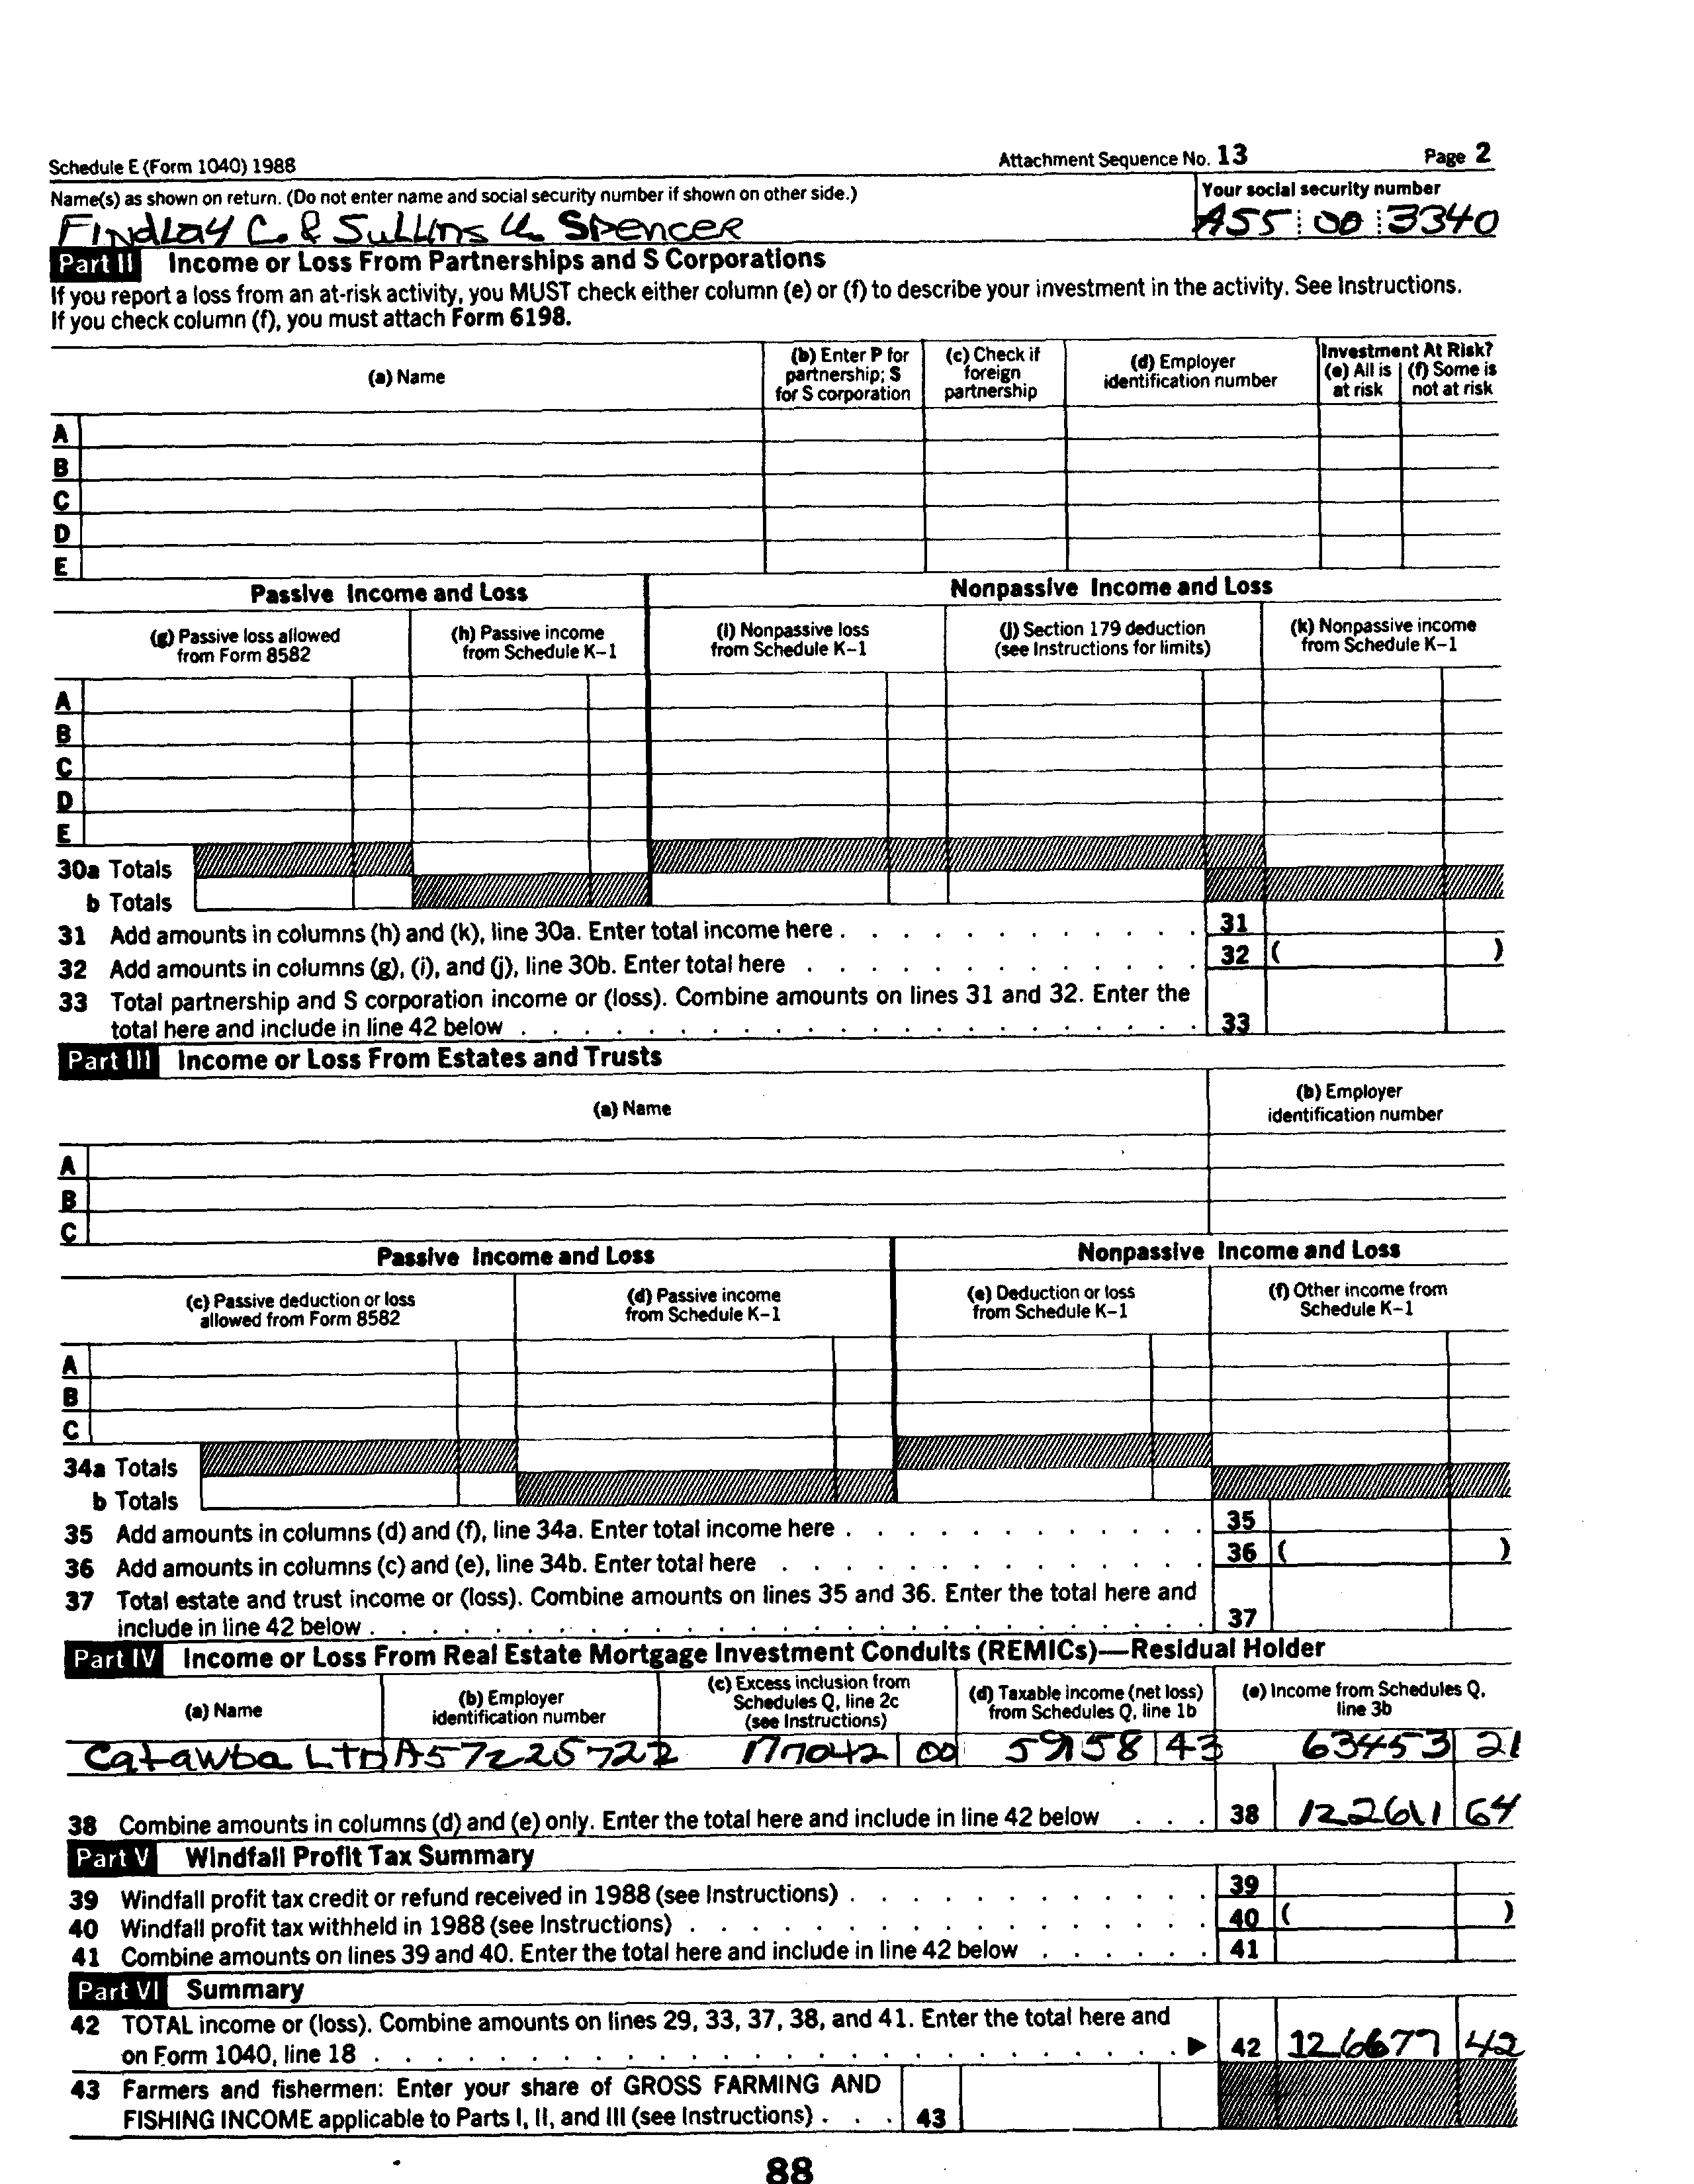 Schedule E (Form 1040) 1988 Attachment Sequence No. 13 Page 2
Name(s) as shown on return. (Do not enter name and social security number if shown on other side.) Your social security number
Findlay C. & Sullins U. Spencer A55 00 3340
Part II Income or Loss From Partnerships and S Corporations
If you report a loss from an at-risk activity, you MUST check either column (e) or (f) to describe your investment in the activity. See Instructions.
If you check column (f), you must attach Form 6198.
(a) Name
(b) Enter P for partnership; S for S corporation
(c) Check if foreign partnership
(d) Employer identification number
Investment At Risk?
(e) All is at risk
(f) Some is not at risk
A
B
C
D
E
Passive Income and Loss Nonpassive Income and Loss
(g) Passive loss allowed from Form 8582
(h) Passive income from Schedule K–1
(i) Nonpassive loss from Schedule K–1
(j) Section 179 deduction (see Instructions for limits)
(k) Nonpassive income from Schedule K–1
A
B
C
D
E
30a Totals
b Totals
31 Add amounts in columns (h) and (k), line 30a. Enter total income here . . . . . . . . . . . . 31
32 Add amounts in columns (g), (i), and (j), line 30b. Enter total here . . . . . . . . . . . . . 32 ( )
33 Total partnership and S corporation income or (loss). Combine amounts on lines 31 and 32. Enter the
total here and include in line 42 below . . . . . . . . . . . . . . . . . . . . . . 33
Part III Income or Loss From Estates and Trusts
(a) Name
(b) Employer identification number
A
B
C
Passive Income and Loss Nonpassive Income and Loss
(c) Passive deduction or loss allowed from Form 8582
(d) Passive income from Schedule K–1
(e) Deduction or loss from Schedule K–1
(f) Other income from Schedule K–1
A
B
C
34a Totals
b Totals
35 Add amounts in columns (d) and (f), line 34a. Enter total income here . . . . . . . . . . . . 35
36 Add amounts in columns (c) and (e), line 34b. Enter total here . . . . . . . . . . . . . . 36 ( )
37 Total estate and trust income or (loss). Combine amounts on lines 35 and 36. Enter the total here and
include in line 42 below . . . . . . . . . . . . . . . . . . . . . . . . . . 37
Part IV Income or Loss From Real Estate Mortgage Investment Conduits (REMICs)—Residual Holder
(a) Name
(b) Employer identification number
(c) Excess inclusion from Schedules Q, line 2c (see Instructions)
(d) Taxable income (net loss) from Schedules Q, line 1b
(e) Income from Schedules Q, line 3b
Catawba LTD A57225722 177042 00 59158 43 63453 21
38 Combine amounts in columns (d) and (e) only. Enter the total here and include in line 42 below . . . 38 122611 64
Part V Windfall Profit Tax Summary
39 Windfall profit tax credit or refund received in 1988 (see Instructions) . . . . . . . . . . . . 39
40 Windfall profit tax withheld in 1988 (see Instructions) . . . . . . . . . . . . . . . . . 40 ( )
41 Combine amounts on lines 39 and 40. Enter the total here and include in line 42 below . . . . . . 41
Part VI Summary
42 TOTAL income or (loss). Combine amounts on lines 29, 33, 37, 38, and 41. Enter the total here and
on Form 1040, line 18 . . . . . . . . . . . . . . . . . . . . . . . . . . ▶ 42 126677 42
43 Farmers and fishermen: Enter your share of GROSS FARMING AND
FISHING INCOME applicable to Parts I, II, and III (see Instructions) . . . 43
88